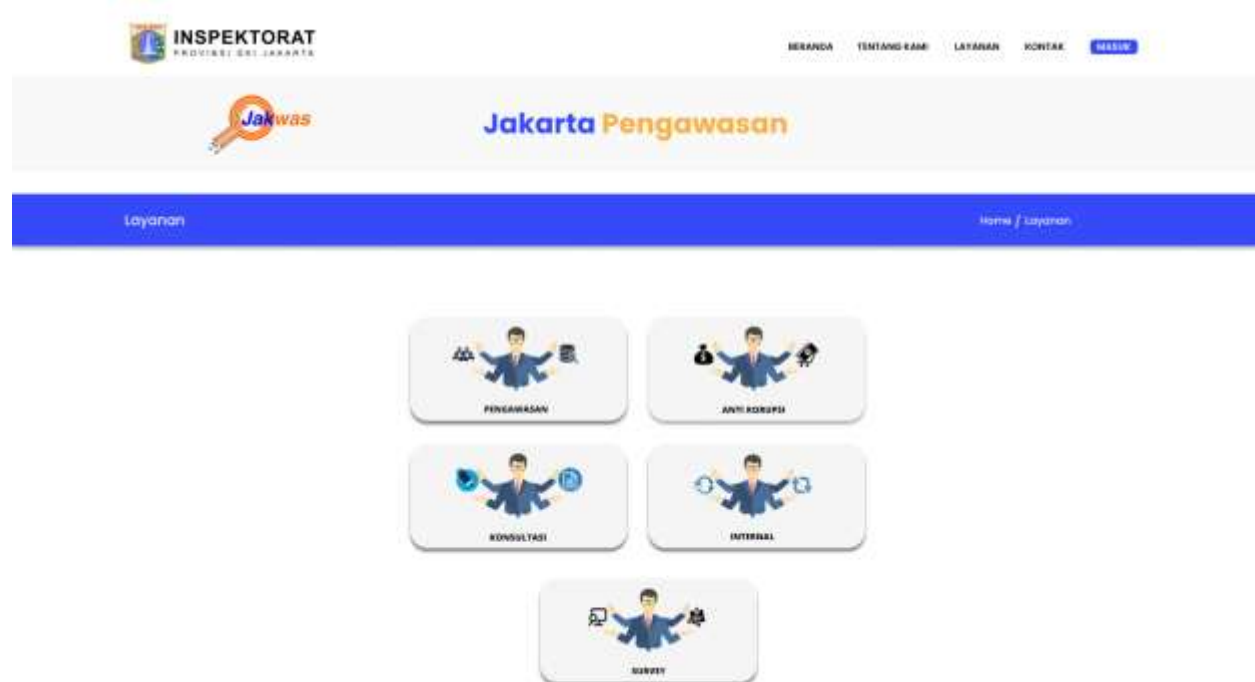 INSPEKTORAT
PROVINSI DKI JAKARTA
BERANDA TENTANG KAMI LAYANAN KONTAK MASUK
Jakwas
Jakarta Pengawasan
Layanan
Home / Layanan
PENGAWASAN
ANTI KORUPSI
KONSULTASI
INTERNAL
SURVEY